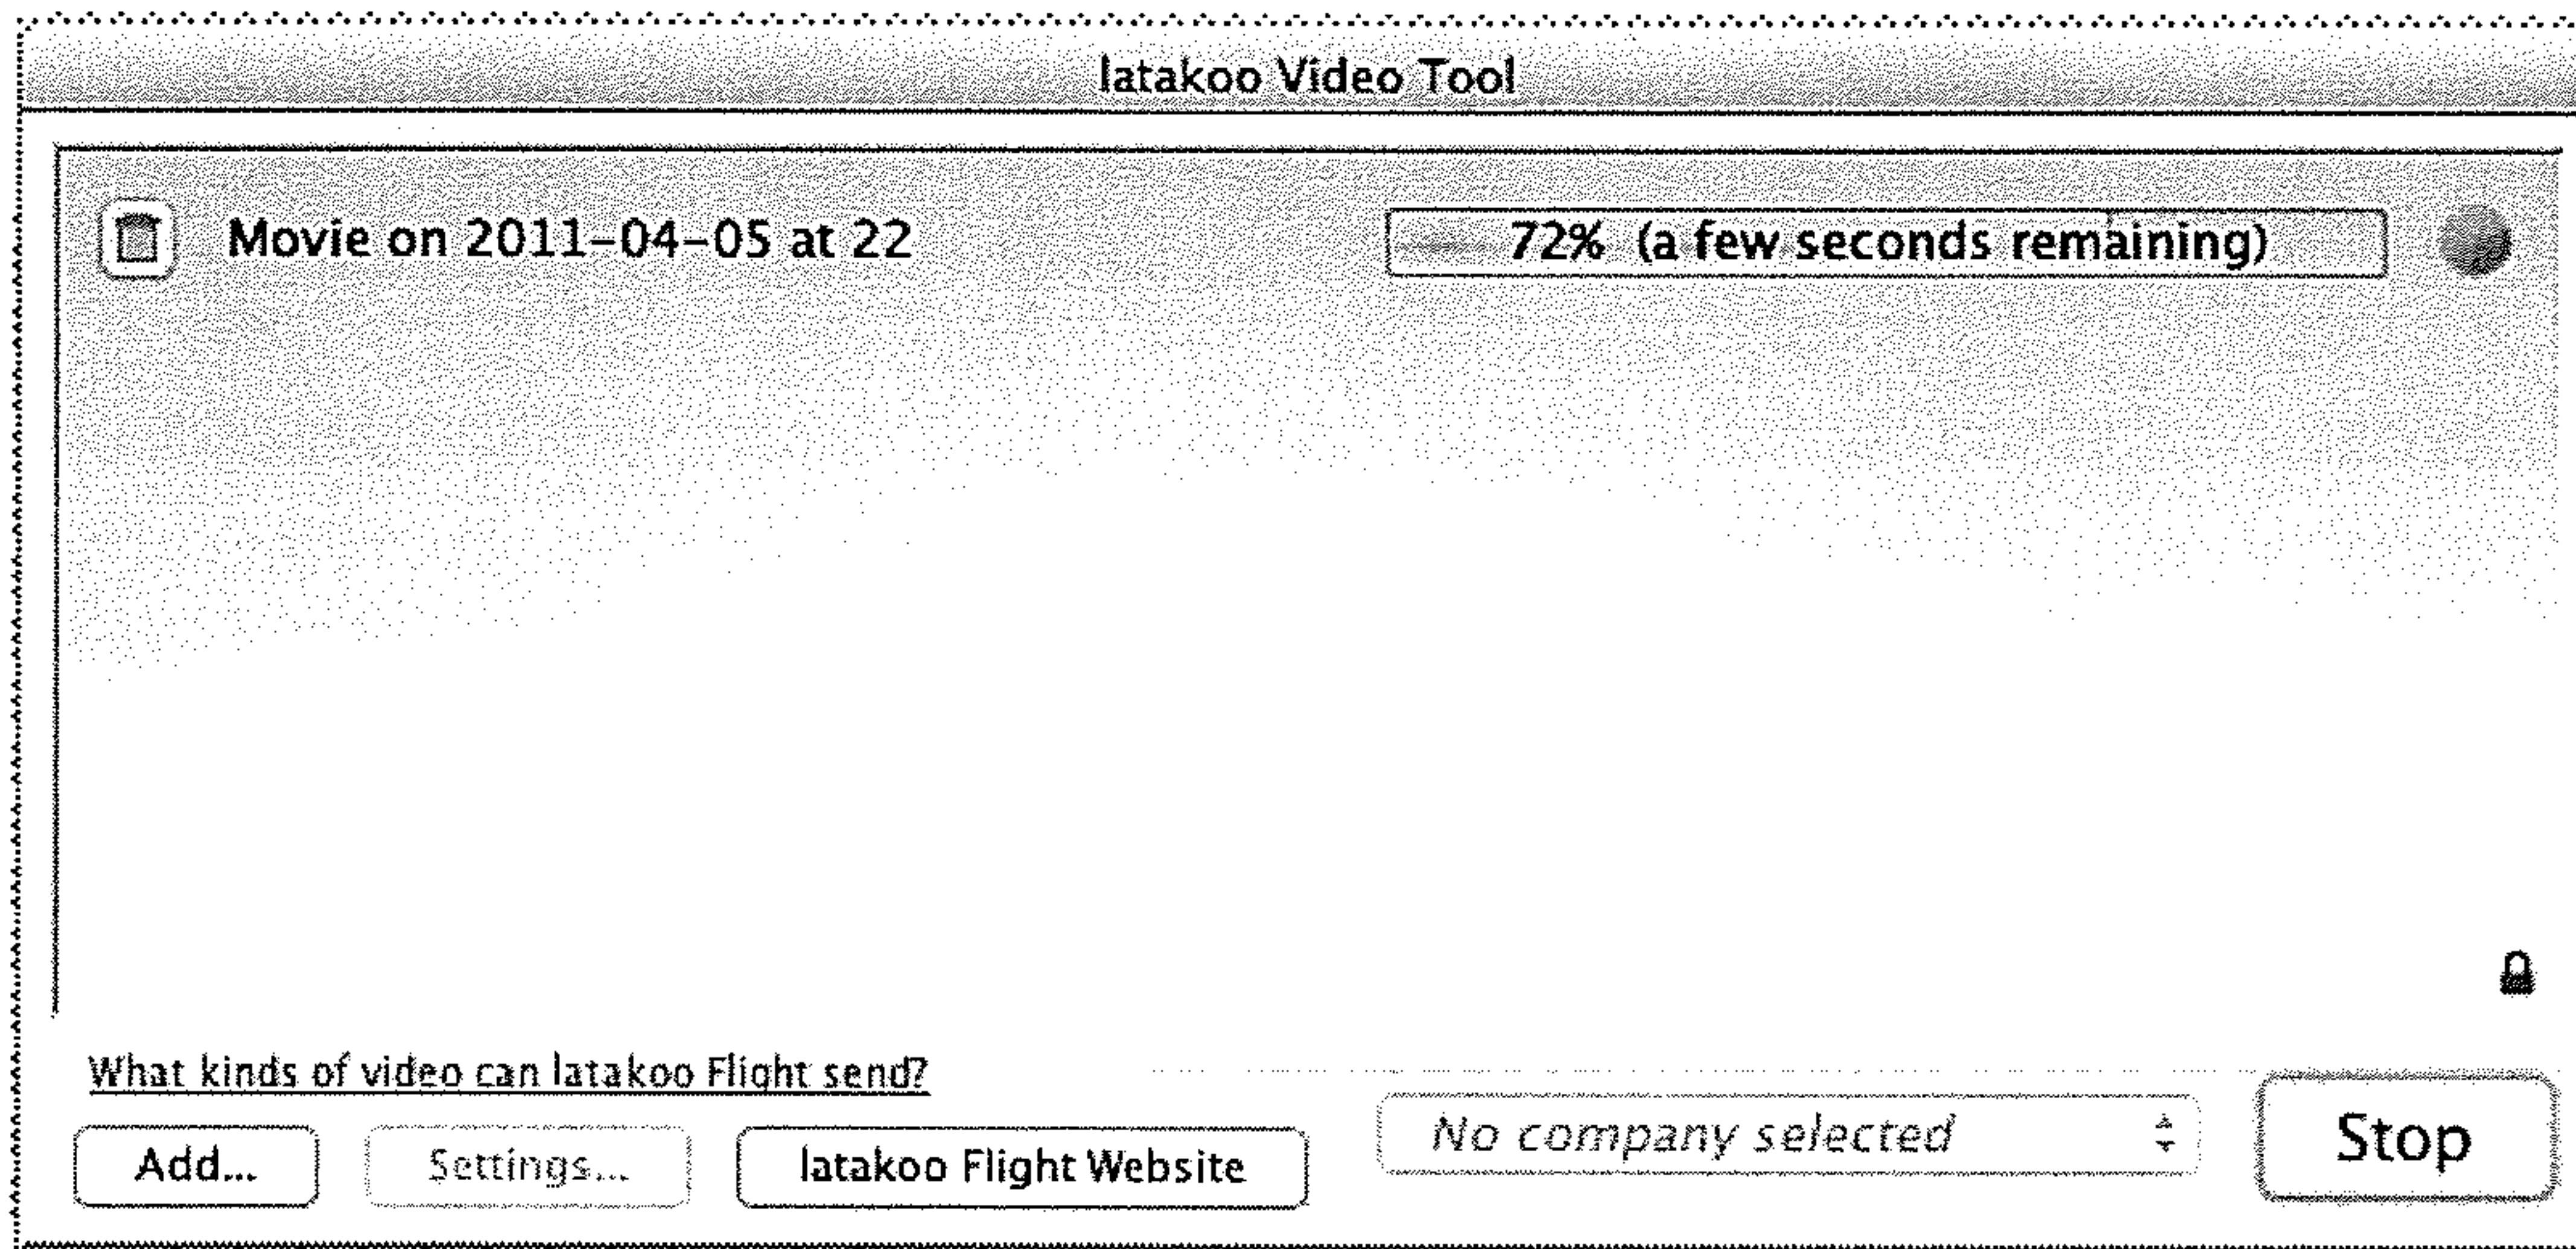 latakoo Video Tool
Movie on 2011-04-05 at 22
72% (a few seconds remaining)
What kinds of video can latakoo Flight send?
Add...
Settings...
latakoo Flight Website
No company selected
Stop